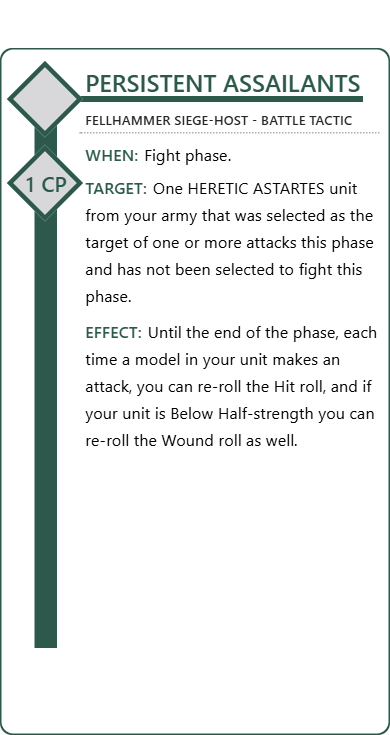 PERSISTENT ASSAILANTS
FELLHAMMER SIEGE-HOST - BATTLE TACTIC
WHEN: Fight phase.
1 CP
TARGET: One HERETIC ASTARTES unit
from your army that was selected as the
target of one or more attacks this phase
and has not been selected to fight this
phase.
EFFECT: Until the end of the phase, each
time a model in your unit makes an
attack, you can re-roll the Hit roll, and if
your unit is Below Half-strength you can
re-roll the Wound roll as well.